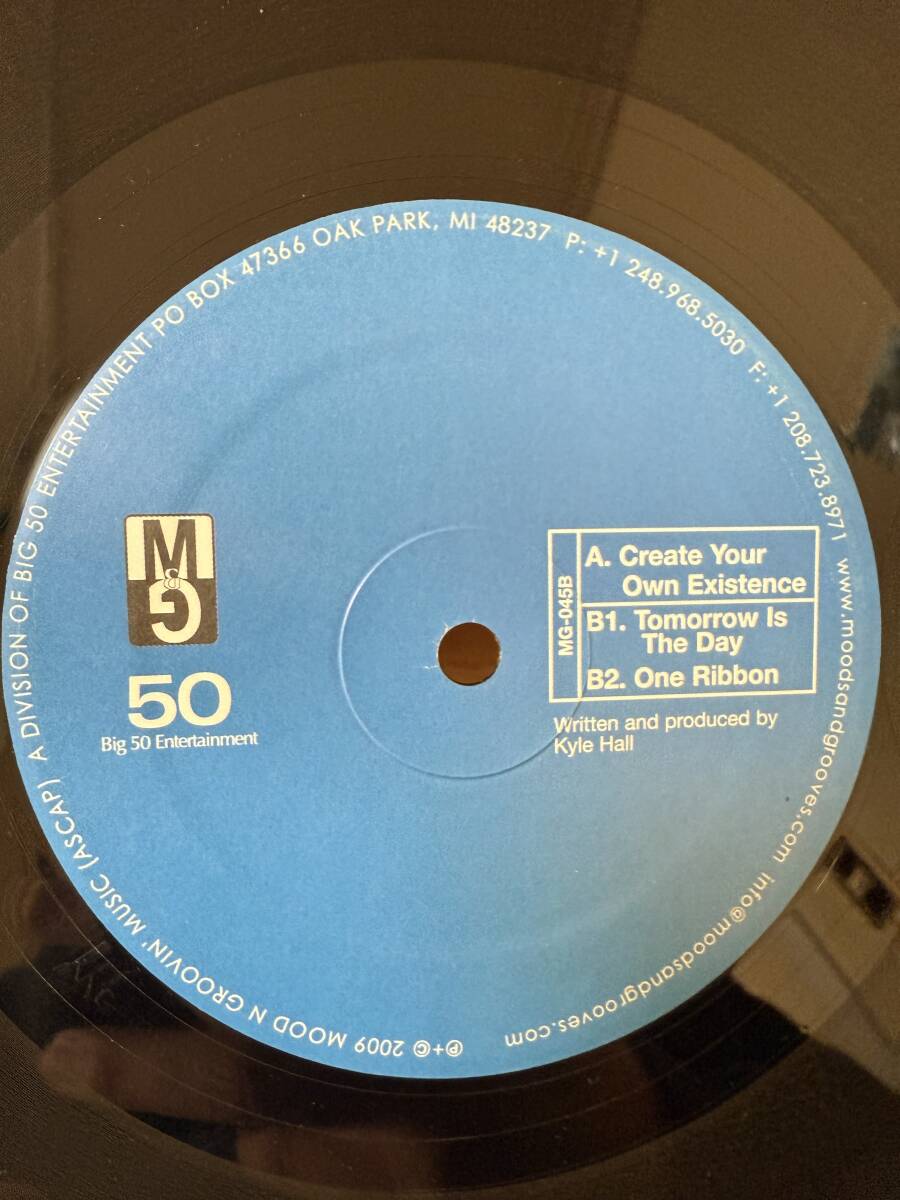 ℗+© 2009 MOOD N GROOVIN' MUSIC (ASCAP) A DIVISION OF BIG 50 ENTERTAINMENT PO BOX 47366 OAK PARK, MI 48237 P: +1 248.968.5030 F: +1 208.723.8971 www.moodsandgrooves.com info@moodsandgrooves.com
M
&
G
50
Big 50 Entertainment
MG-045B
A. Create Your
Own Existence
B1. Tomorrow Is
The Day
B2. One Ribbon
Written and produced by
Kyle Hall